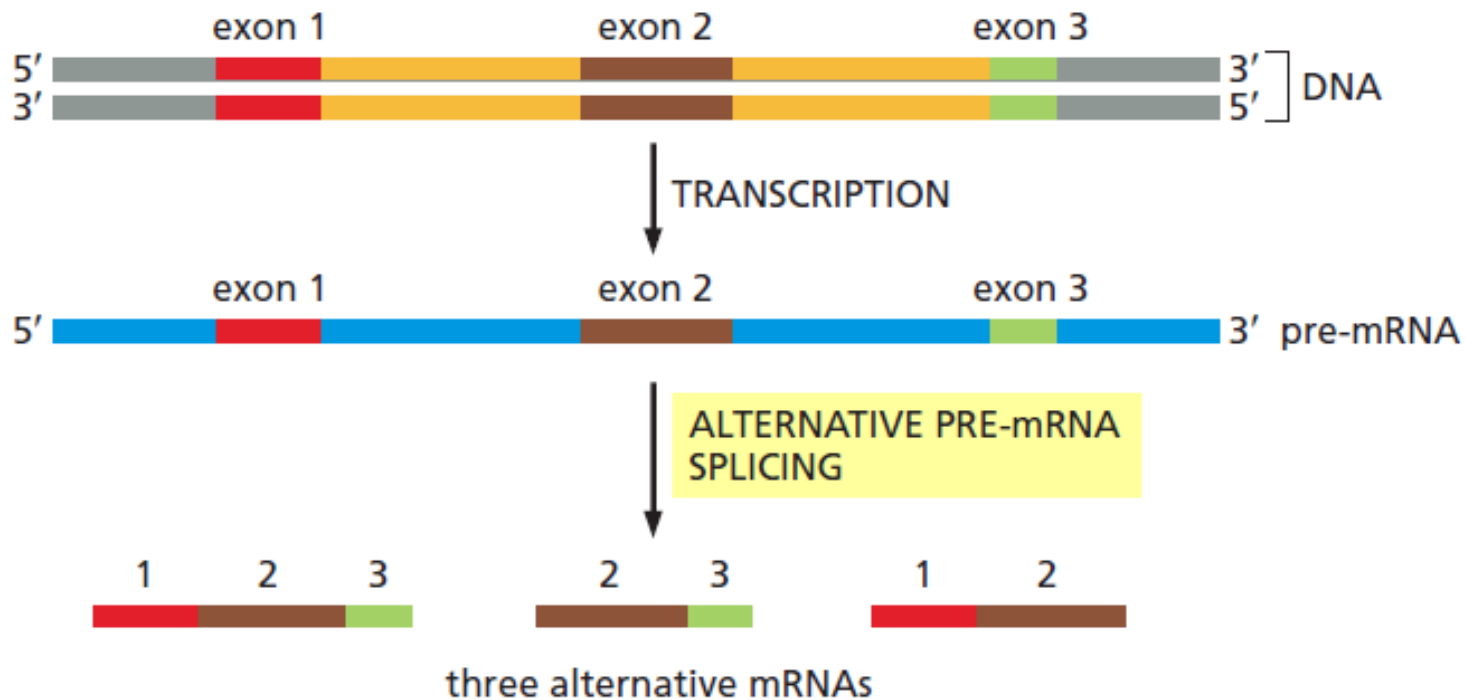 exon 1 exon 2 exon 3
5′ 3′
3′ 5′
DNA
TRANSCRIPTION
exon 1 exon 2 exon 3
5′ 3′ pre-mRNA
ALTERNATIVE PRE-mRNA
SPLICING
1 2 3 2 3 1 2
three alternative mRNAs